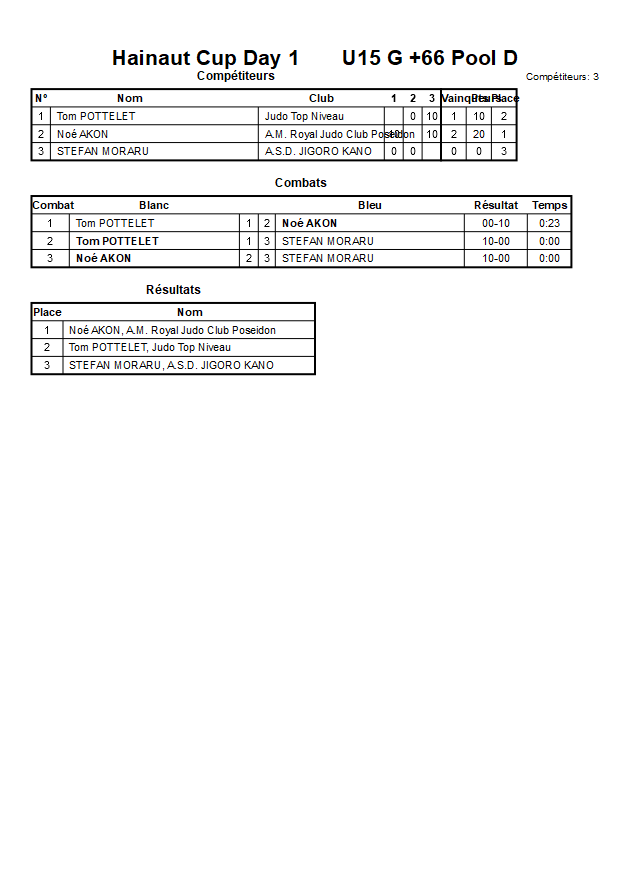 Hainaut Cup Day 1 U15 G +66 Pool D
Compétiteurs Compétiteurs: 3
Nº Nom Club 1 2 3 Vainqueurs Pts Place
1 Tom POTTELET Judo Top Niveau 0 10 1 10 2
2 Noé AKON A.M. Royal Judo Club Poseidon 10 10 2 20 1
3 STEFAN MORARU A.S.D. JIGORO KANO 0 0 0 0 3
Combats
Combat Blanc Bleu Résultat Temps
1 Tom POTTELET 1 2 Noé AKON 00-10 0:23
2 Tom POTTELET 1 3 STEFAN MORARU 10-00 0:00
3 Noé AKON 2 3 STEFAN MORARU 10-00 0:00
Résultats
Place Nom
1 Noé AKON, A.M. Royal Judo Club Poseidon
2 Tom POTTELET, Judo Top Niveau
3 STEFAN MORARU, A.S.D. JIGORO KANO